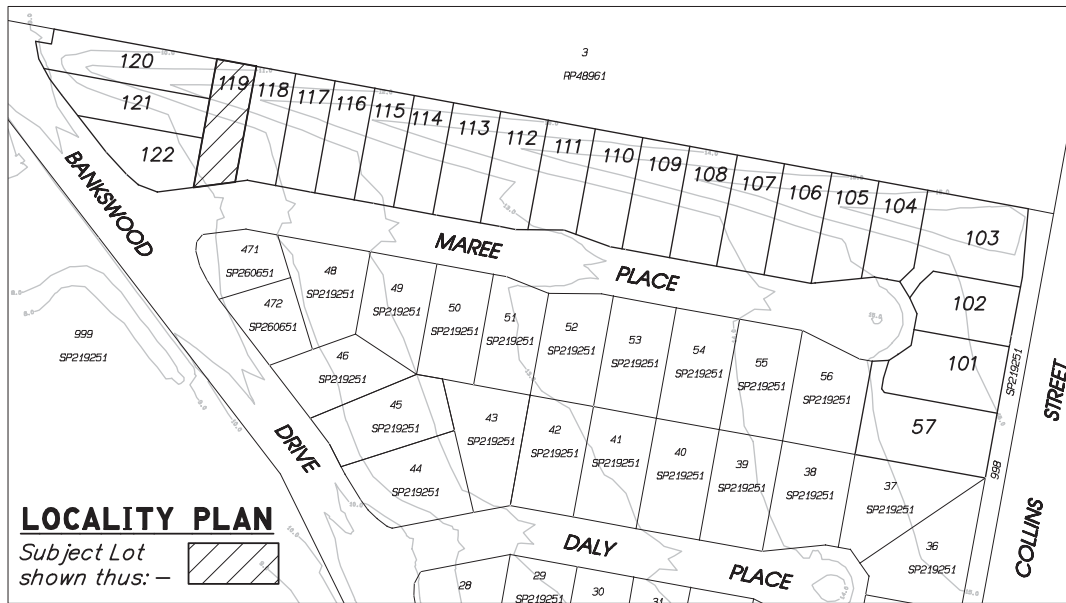 3
RP48961
120
119
118
117
116
115
114
113
112
111
110
109
108
107
106
105
104
103
121
122
102
101
57
BANKSWOOD
DRIVE
MAREE
PLACE
471
SP260651
472
SP260651
48
SP219251
49
SP219251
50
SP219251
51
SP219251
52
SP219251
53
SP219251
54
SP219251
55
SP219251
56
SP219251
999
SP219251
46
SP219251
45
SP219251
44
SP219251
43
SP219251
42
SP219251
41
SP219251
40
SP219251
39
SP219251
38
SP219251
37
SP219251
36
SP219251
998
SP219251
COLLINS
STREET
DALY
PLACE
28
29
SP219251
30
31
LOCALITY PLAN
Subject Lot
shown thus: –